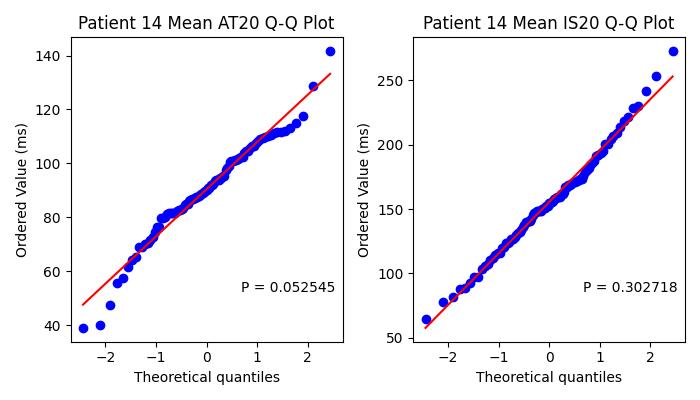 Patient 14 Mean AT20 Q-Q Plot
Ordered Value (ms)
140
120
100
80
60
40
P = 0.052545
−2
−1
0
1
2
Theoretical quantiles
Patient 14 Mean IS20 Q-Q Plot
Ordered Value (ms)
250
200
150
100
50
P = 0.302718
−2
−1
0
1
2
Theoretical quantiles